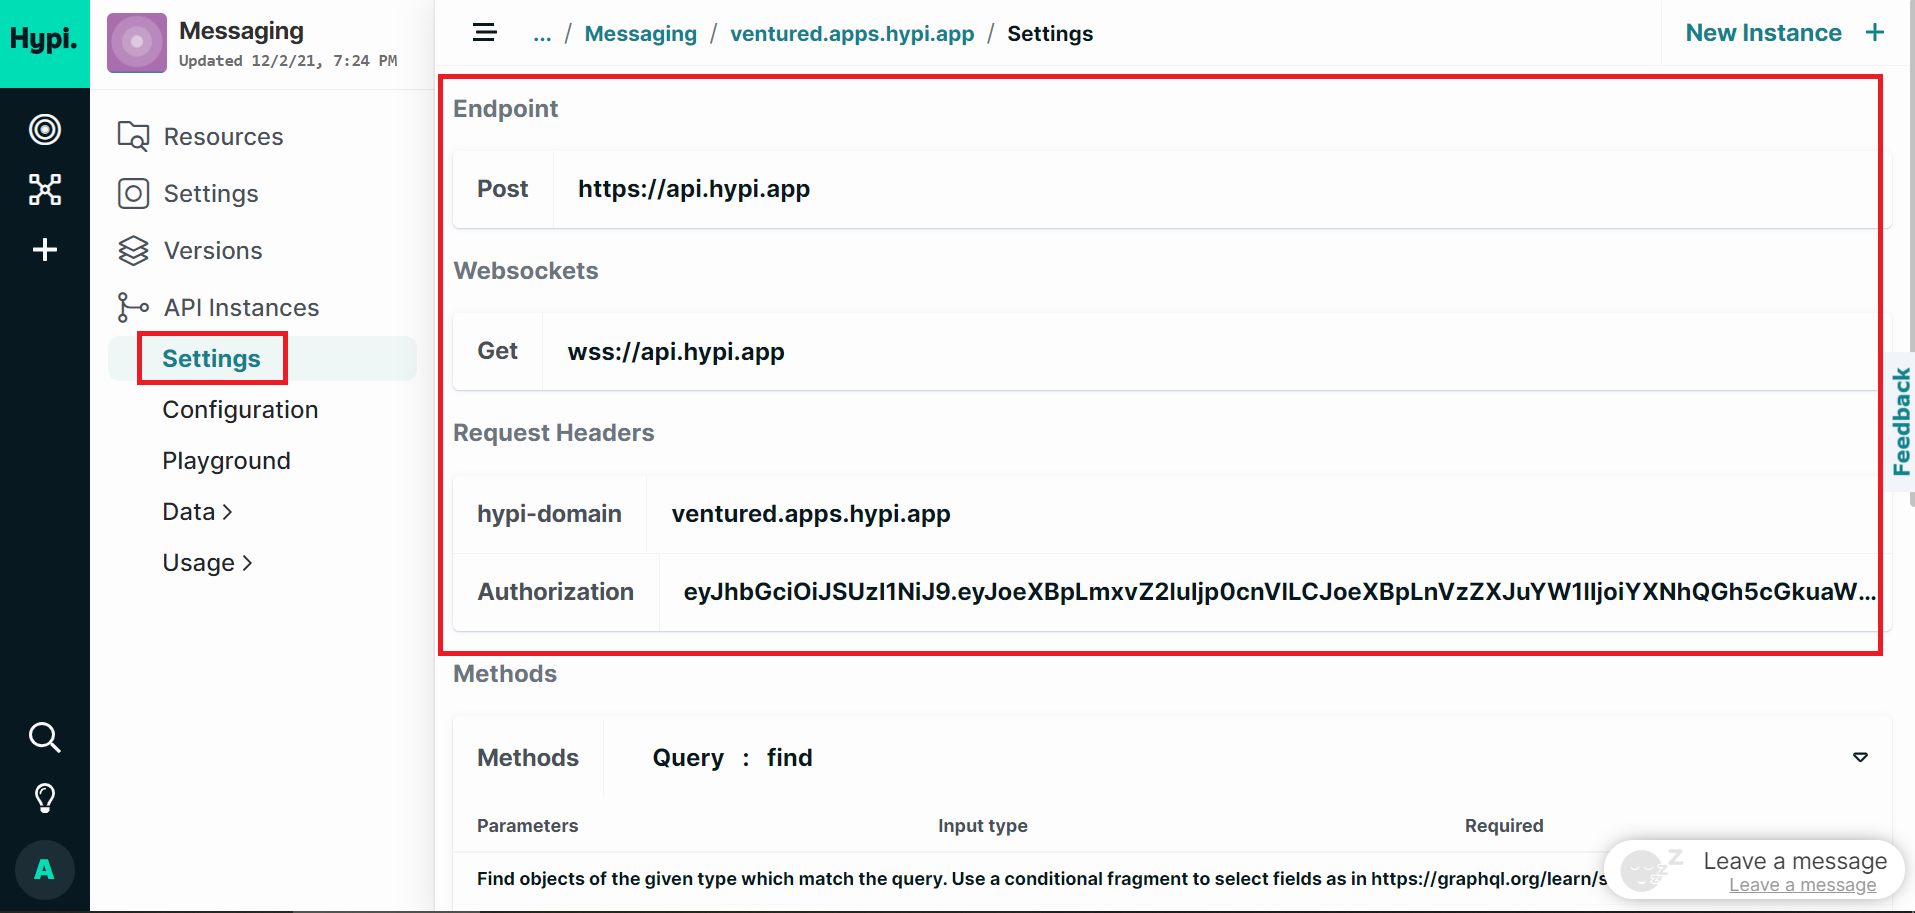 Hypi.
Messaging
Updated 12/2/21, 7:24 PM
Resources
Settings
Versions
API Instances
Settings
Configuration
Playground
Data >
Usage >
A
... / Messaging / ventured.apps.hypi.app / Settings
New Instance +
Endpoint
Post https://api.hypi.app
Websockets
Get wss://api.hypi.app
Request Headers
hypi-domain ventured.apps.hypi.app
Authorization eyJhbGciOiJSUzI1NiJ9.eyJoeXBpLmxvZ2luIjp0cnVlLCJoeXBpLnVzZXJuYW1lIjoiYXNhQGh5cGkuaW...
Methods
Methods Query : find
Parameters Input type Required
Find objects of the given type which match the query. Use a conditional fragment to select fields as in https://graphql.org/learn/s
Feedback
z z z
Leave a message
Leave a message